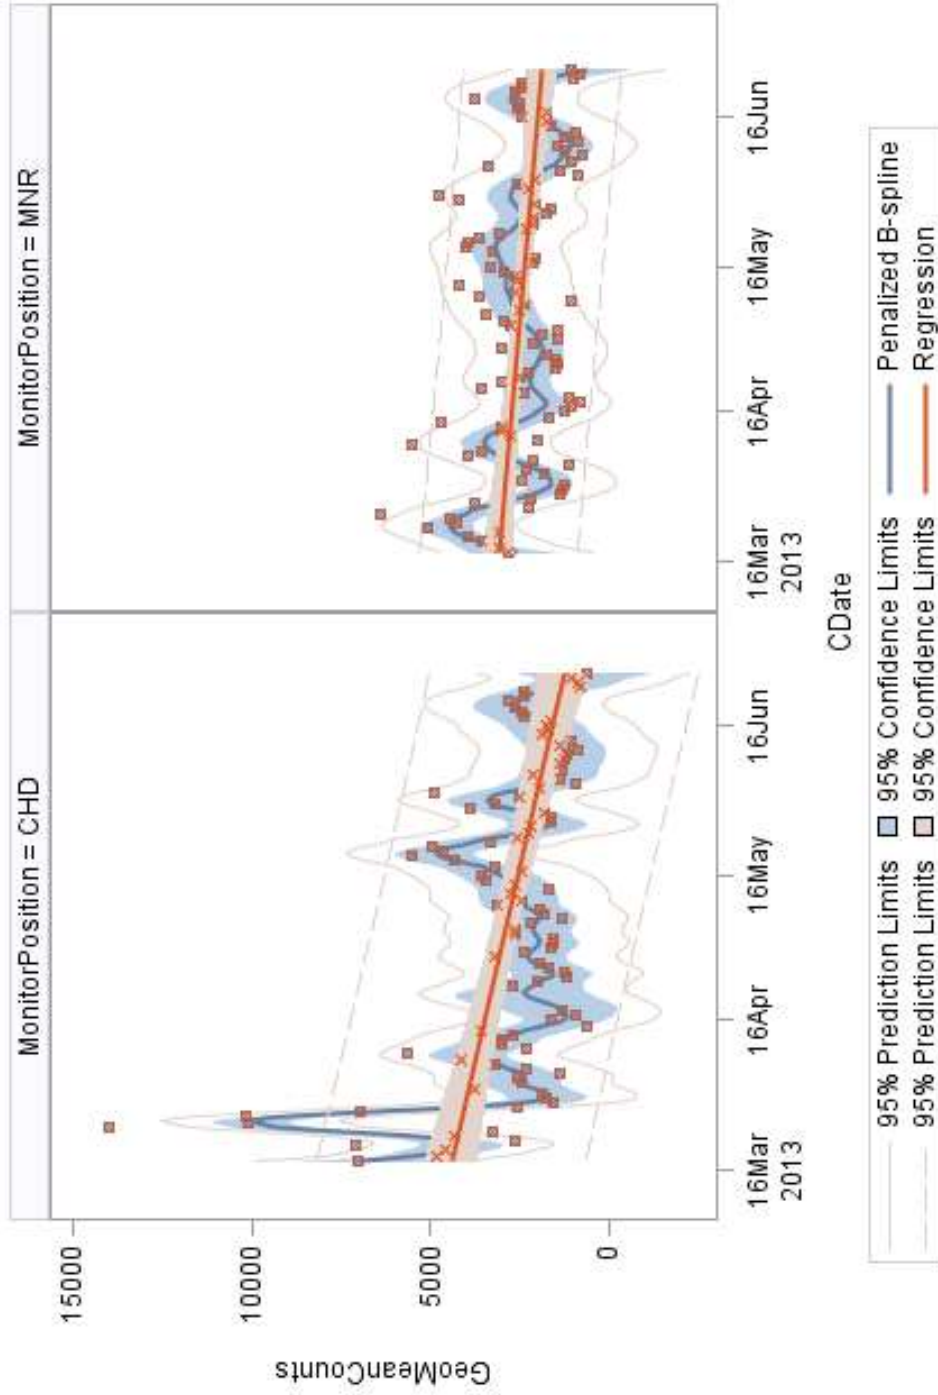 MonitorPosition = CHD
MonitorPosition = MNR
GeoMeanCounts
15000
10000
5000
0
16Mar
2013
16Apr
16May
16Jun
16Mar
2013
16Apr
16May
16Jun
CDate
95% Prediction Limits
95% Confidence Limits
Penalized B-spline
95% Prediction Limits
95% Confidence Limits
Regression